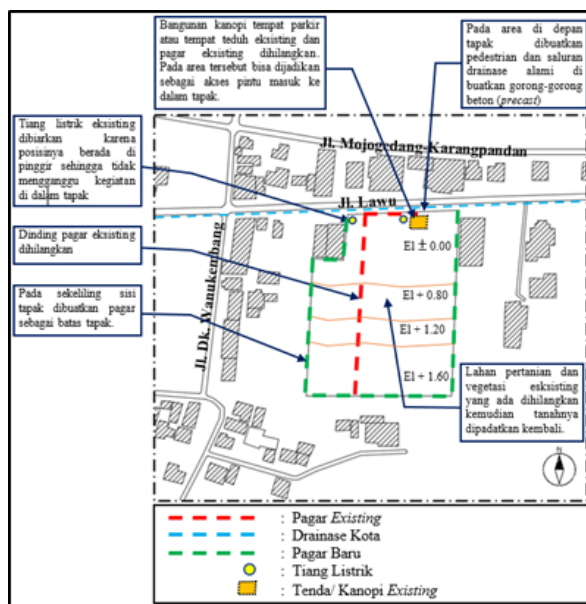 Bangunan kanopi tempat parkir
atau tempat teduh eksisting dan
pagar eksisting dihilangkan.
Pada area tersebut bisa dijadikan
sebagai akses pintu masuk ke
dalam tapak.
Pada area di depan
tapak dibuatkan
pedestrian dan saluran
drainase alami di
buatkan gorong-gorong
beton (precast)
Tiang listrik eksisting
dibiarkan karena
posisinya berada di
pinggir sehingga tidak
mengganggu kegiatan
di dalam tapak
Jl. Mojogedang-Karangpandan
Jl. Lawu
Dinding pagar eksisting
dihilangkan
Pada sekeliling sisi
tapak dibuatkan pagar
sebagai batas tapak.
Jl. Dk. Wanukembang
El ± 0.00
El + 0.80
El + 1.20
El + 1.60
Lahan pertanian dan
vegetasi esksisting
yang ada dihilangkan
kemudian tanahnya
dipadatkan kembali.
N
: Pagar Existing
: Drainase Kota
: Pagar Baru
: Tiang Listrik
: Tenda/ Kanopi Existing